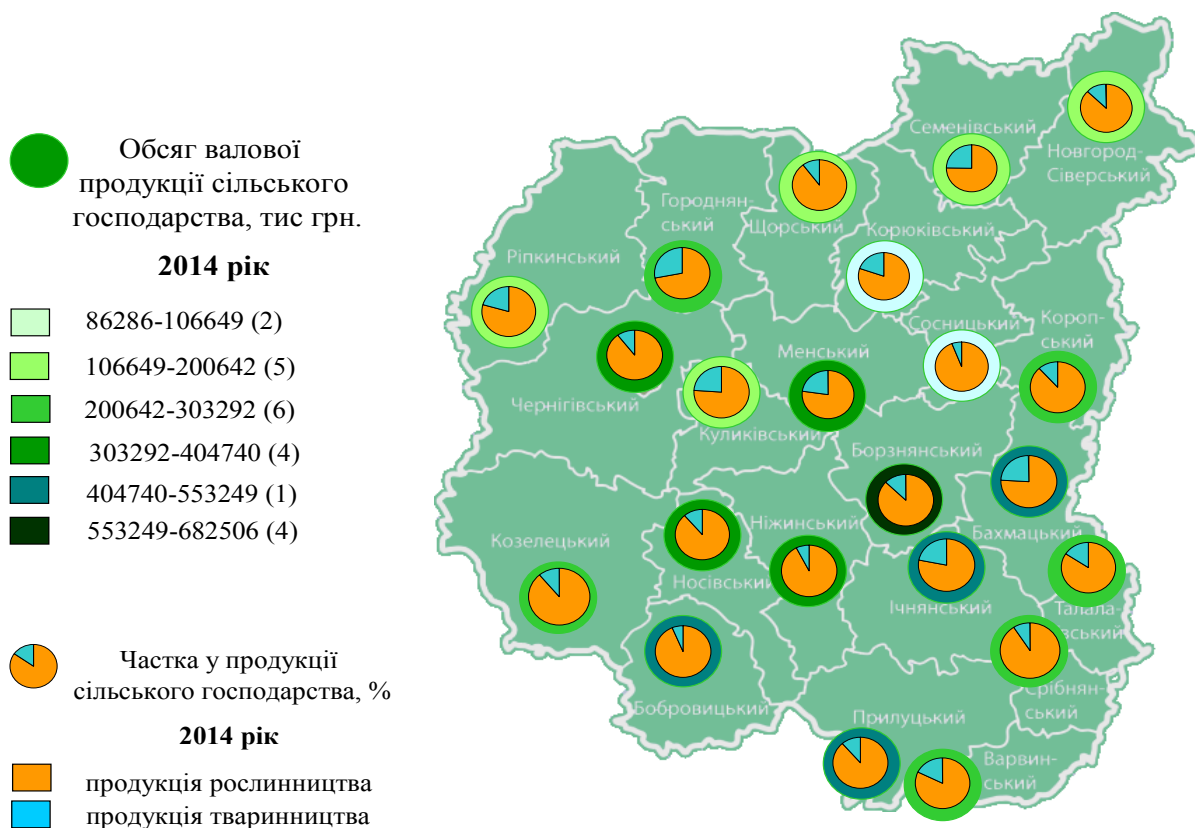 Обсяг валової
продукції сільського
господарства, тис грн.
2014 рік
86286-106649 (2)
106649-200642 (5)
200642-303292 (6)
303292-404740 (4)
404740-553249 (1)
553249-682506 (4)
Частка у продукції
сільського господарства, %
2014 рік
продукція рослинництва
продукція тваринництва
Семенівський
Новгород-
Сіверський
Городнян-
ський
Щорський
Корюківський
Ріпкинський
Сосницький
Короп-
ський
Менський
Чернігівський
Куликівський
Борзнянський
Ніжинський
Бахмацький
Козелецький
Носівський
Ічнянський
Талала-
ївський
Бобровицький
Срібнян-
ський
Прилуцький
Варвин-
ський